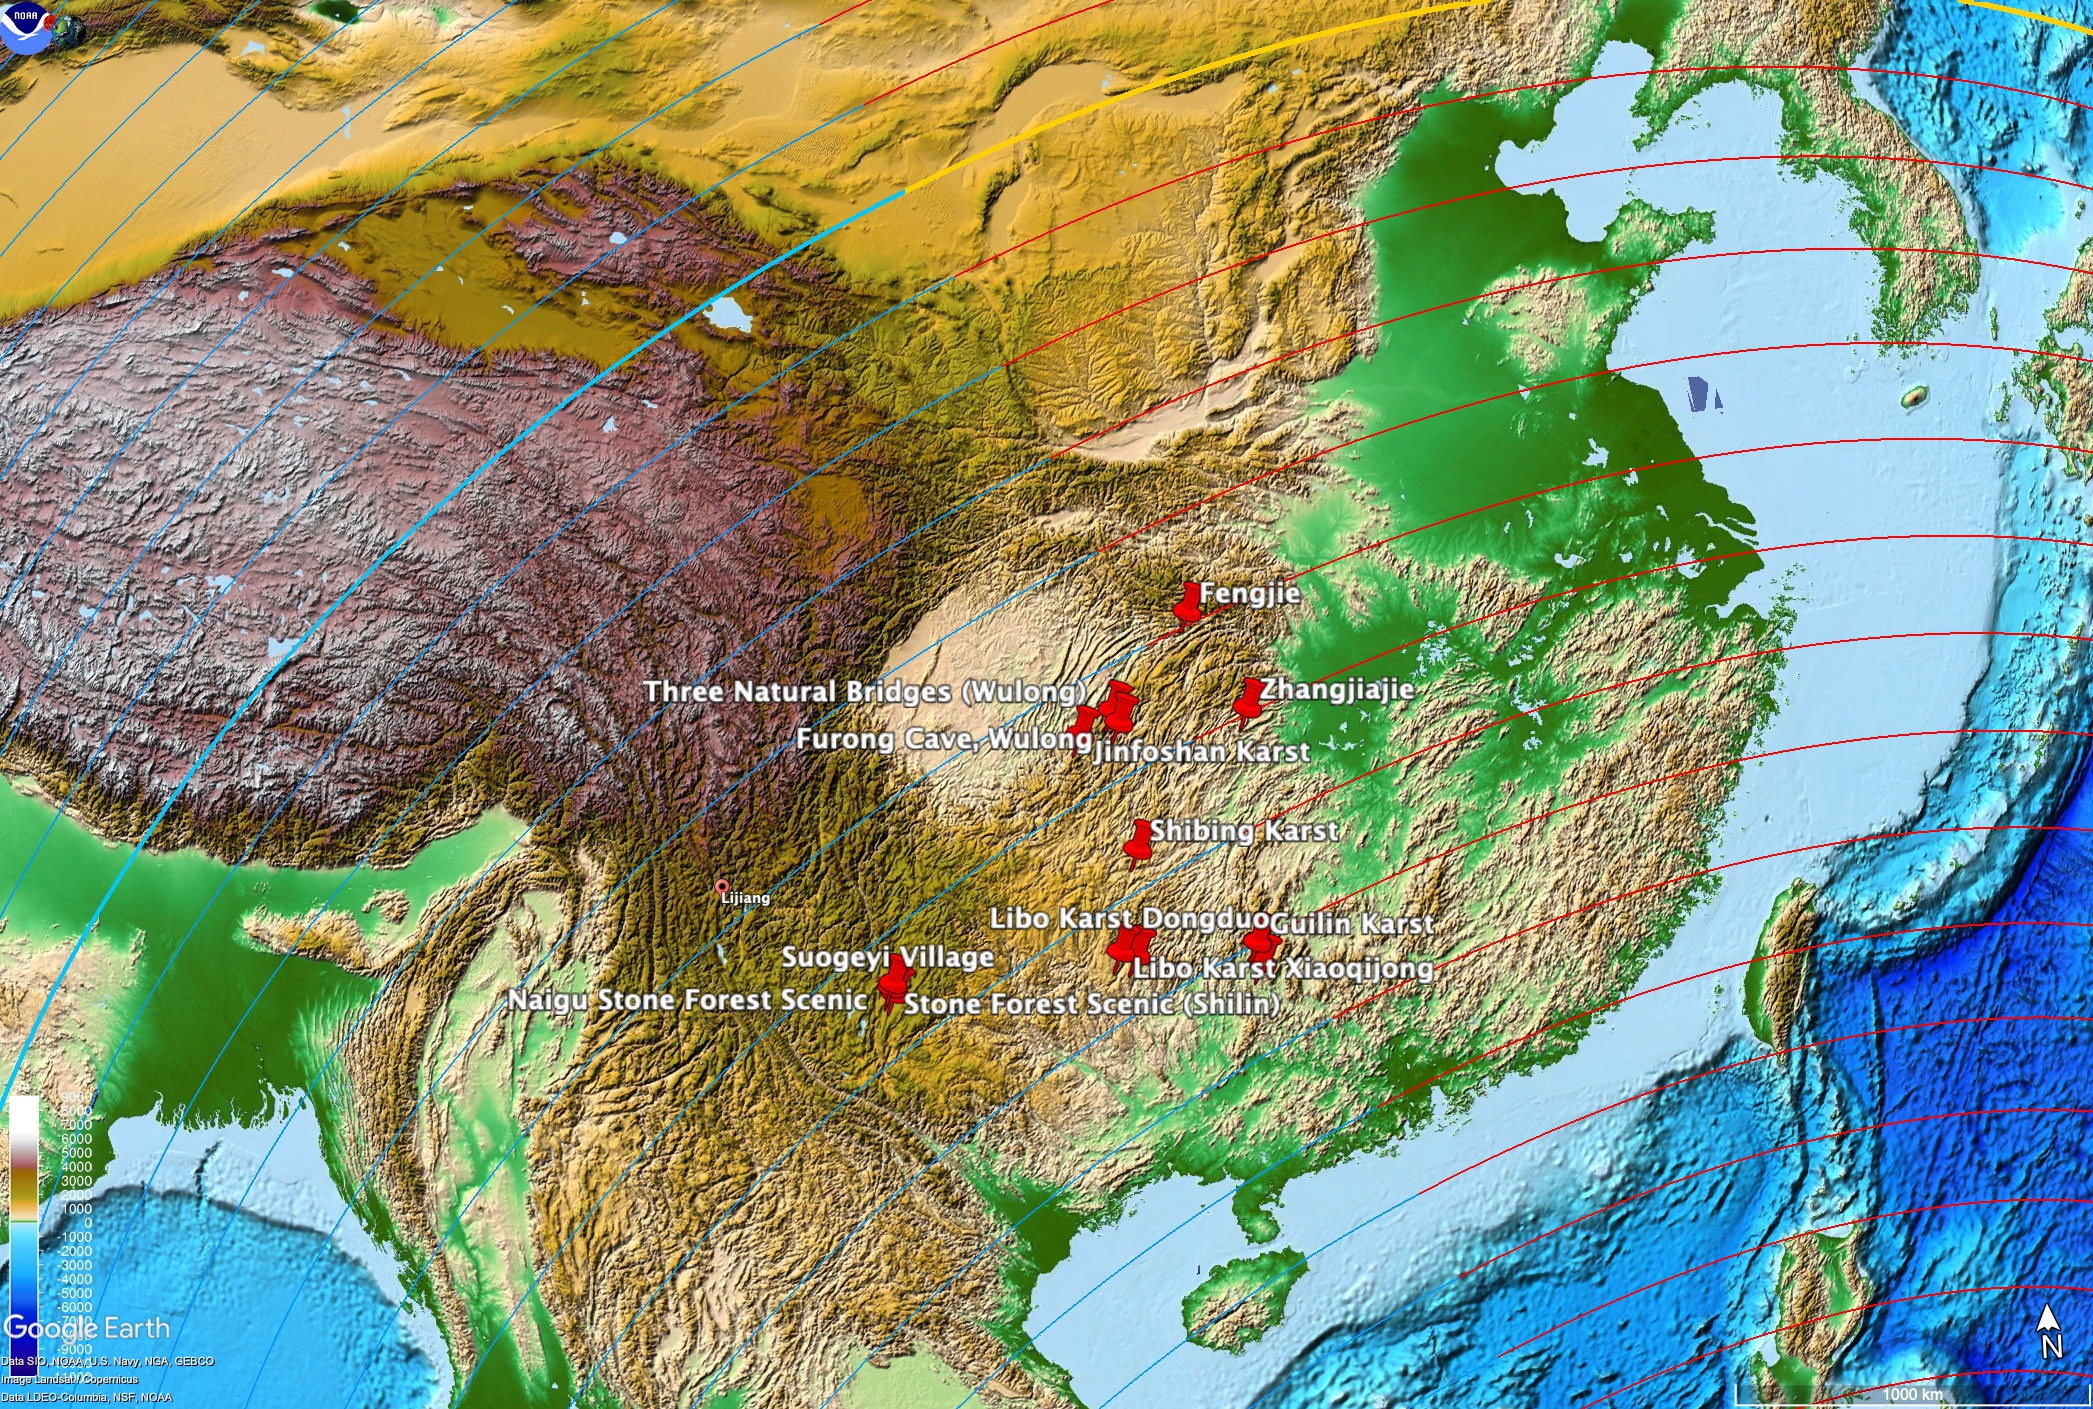 NOAA
Fengjie
Three Natural Bridges (Wulong)
Zhangjiajie
Furong Cave, Wulong
Jinfoshan Karst
Shibing Karst
Lijiang
Libo Karst Dongduo
Guilin Karst
Suogeyi Village
Libo Karst Xiaoqijong
Naigu Stone Forest Scenic
Stone Forest Scenic (Shilin)
9000
8000
7000
6000
5000
4000
3000
2000
1000
0
-1000
-2000
-3000
-4000
-5000
-6000
-7000
Google Earth
-9000
Data SIO, NOAA, U.S. Navy, NGA, GEBCO
Image Landsat / Copernicus
Data LDEO-Columbia, NSF, NOAA
N
1000 km